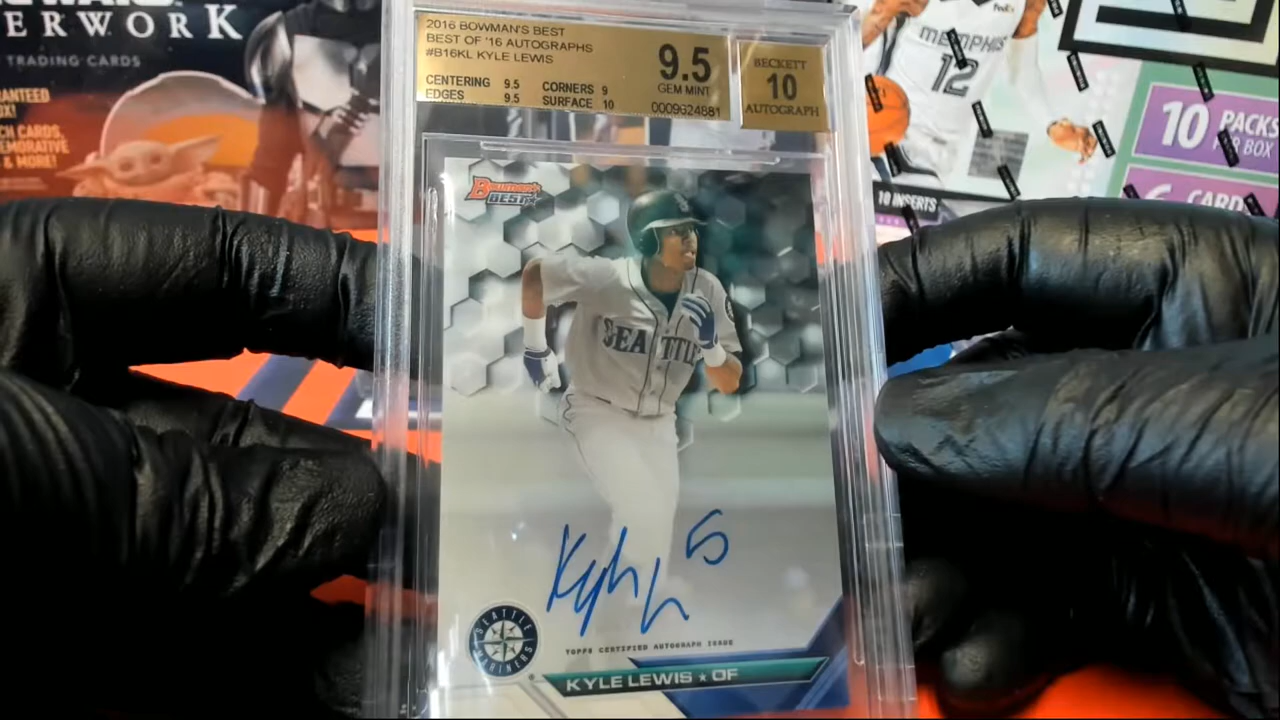 ERWORK
TRADING CARDS
MEMPHIS
12
FedEx
10 PACKS
PER BOX
10 INSERTS
2016 BOWMAN'S BEST
BEST OF '16 AUTOGRAPHS
#B16KL KYLE LEWIS
CENTERING 9.5 CORNERS 9
EDGES 9.5 SURFACE 10
9.5
GEM MINT
0009624881
BECKETT
10
AUTOGRAPH
BOWMAN'S
BEST
SEATTLE
Kyle L
SEATTLE
MARINERS
TOPPS CERTIFIED AUTOGRAPH ISSUE
KYLE LEWIS ★ OF